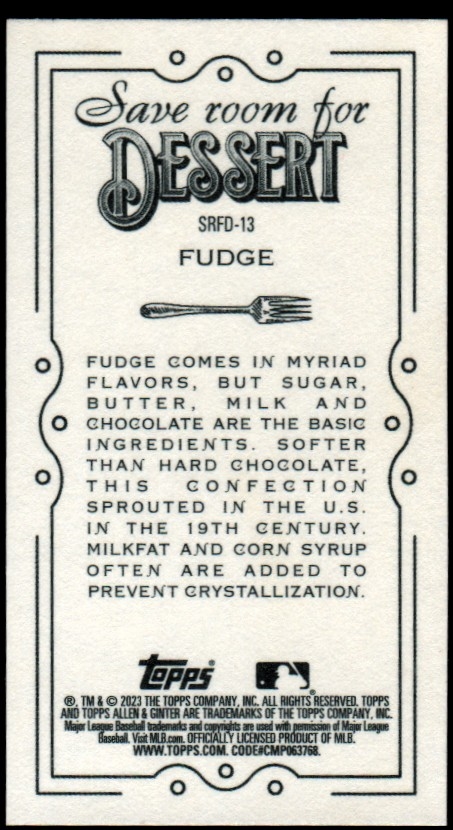 Save room for
DESSERT
SRFD-13
FUDGE
FUDGE COMES IN MYRIAD
FLAVORS, BUT SUGAR,
BUTTER, MILK AND
CHOCOLATE ARE THE BASIC
INGREDIENTS. SOFTER
THAN HARD CHOCOLATE,
THIS CONFECTION
SPROUTED IN THE U.S.
IN THE 19TH CENTURY.
MILKFAT AND CORN SYRUP
OFTEN ARE ADDED TO
PREVENT CRYSTALLIZATION.
Topps®
®, TM & © 2023 THE TOPPS COMPANY, INC. ALL RIGHTS RESERVED. TOPPS
AND TOPPS ALLEN & GINTER ARE TRADEMARKS OF THE TOPPS COMPANY, INC.
Major League Baseball trademarks and copyrights are used with permission of Major League
Baseball. Visit MLB.com. OFFICIALLY LICENSED PRODUCT OF MLB.
WWW.TOPPS.COM. CODE#CMP063768.